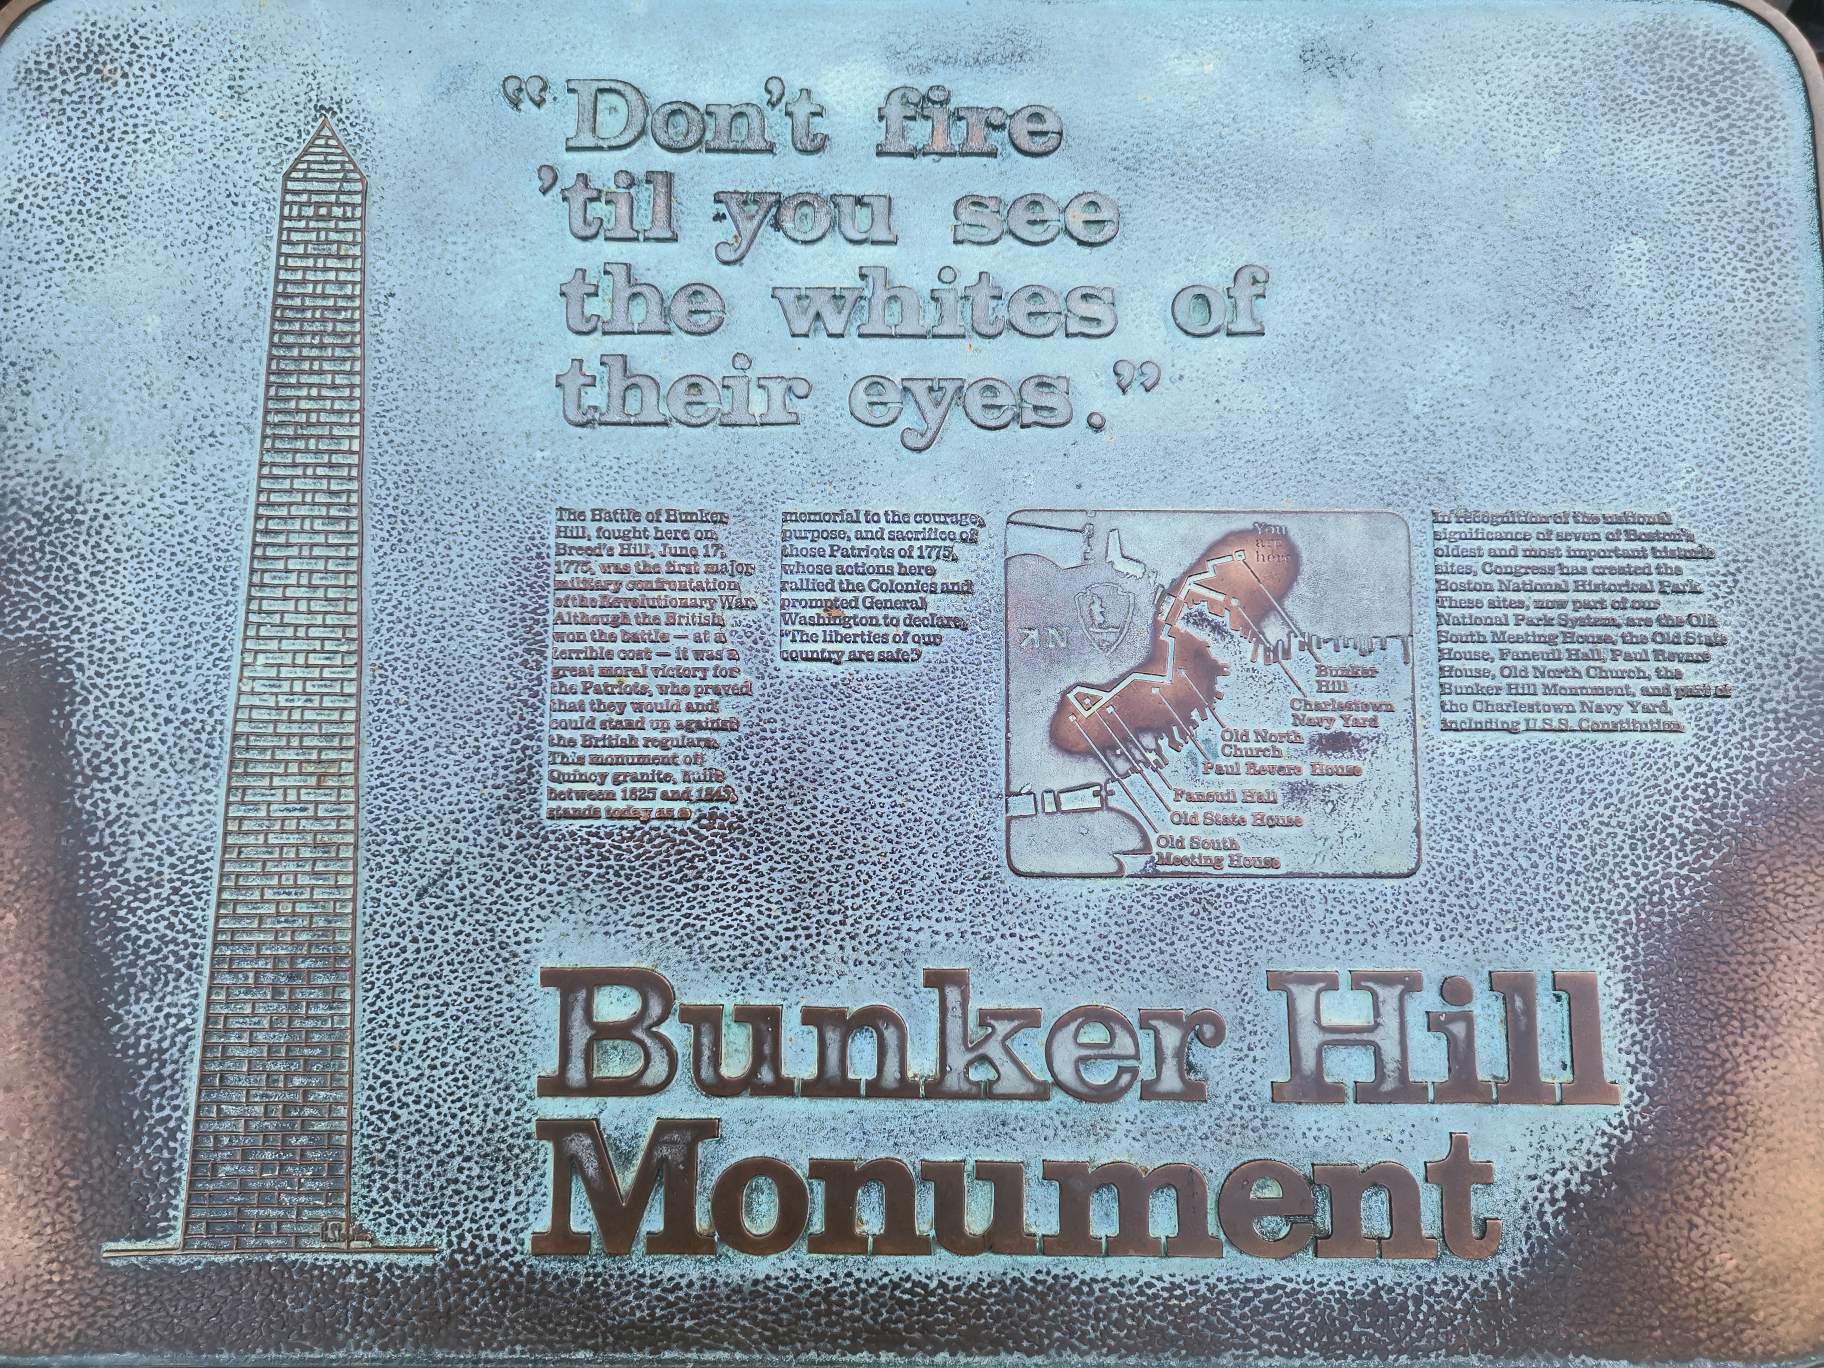 “Don’t fire
’til you see
the whites of
their eyes.”
The Battle of Bunker
Hill, fought here on
Breed’s Hill, June 17,
1775, was the first major
military confrontation
of the Revolutionary War.
Although the British
won the battle — at a
terrible cost — it was a
great moral victory for
the Patriots, who proved
that they would and
could stand up against
the British regulars.
This monument of
Quincy granite, built
between 1825 and 1843,
stands today as a
memorial to the courage,
purpose, and sacrifice of
those Patriots of 1775,
whose actions here
rallied the Colonies and
prompted General
Washington to declare,
“The liberties of our
country are safe.”
You
are
here
N
Bunker
Hill
Charlestown
Navy Yard
Old North
Church
Paul Revere House
Faneuil Hall
Old State House
Old South
Meeting House
In recognition of the national
significance of seven of Boston’s
oldest and most important historic
sites, Congress has created the
Boston National Historical Park.
These sites, now part of our
National Park System, are the Old
South Meeting House, the Old State
House, Faneuil Hall, Paul Revere
House, Old North Church, the
Bunker Hill Monument, and part of
the Charlestown Navy Yard,
including U.S.S. Constitution.
Bunker Hill
Monument